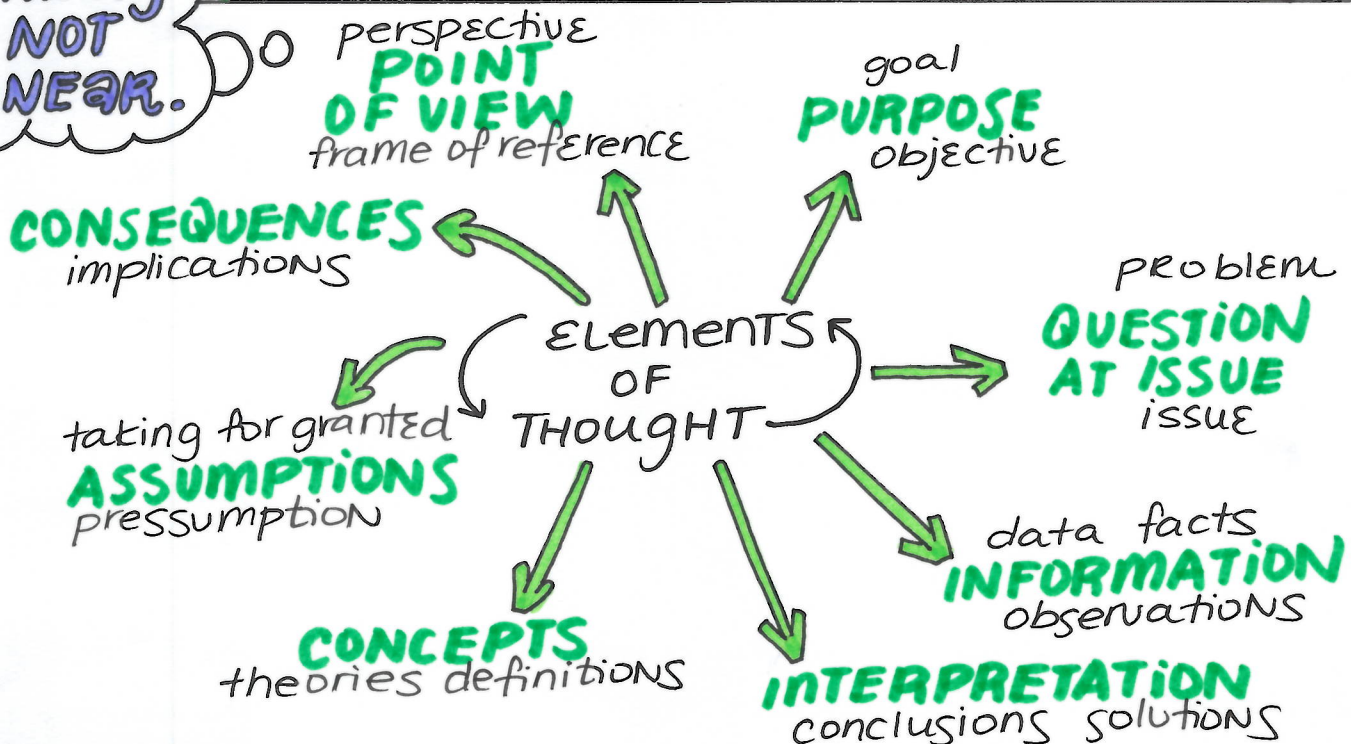 NOT
NEAR.
perspective
POINT
OF VIEW
frame of reference
goal
PURPOSE
objective
CONSEQUENCES
implications
problem
QUESTION
AT ISSUE
issue
ELEMENTS
OF
THOUGHT
taking for granted
ASSUMPTIONS
pressumption
data facts
INFORMATION
observations
CONCEPTS
theories definitions
INTERPRETATION
conclusions solutions